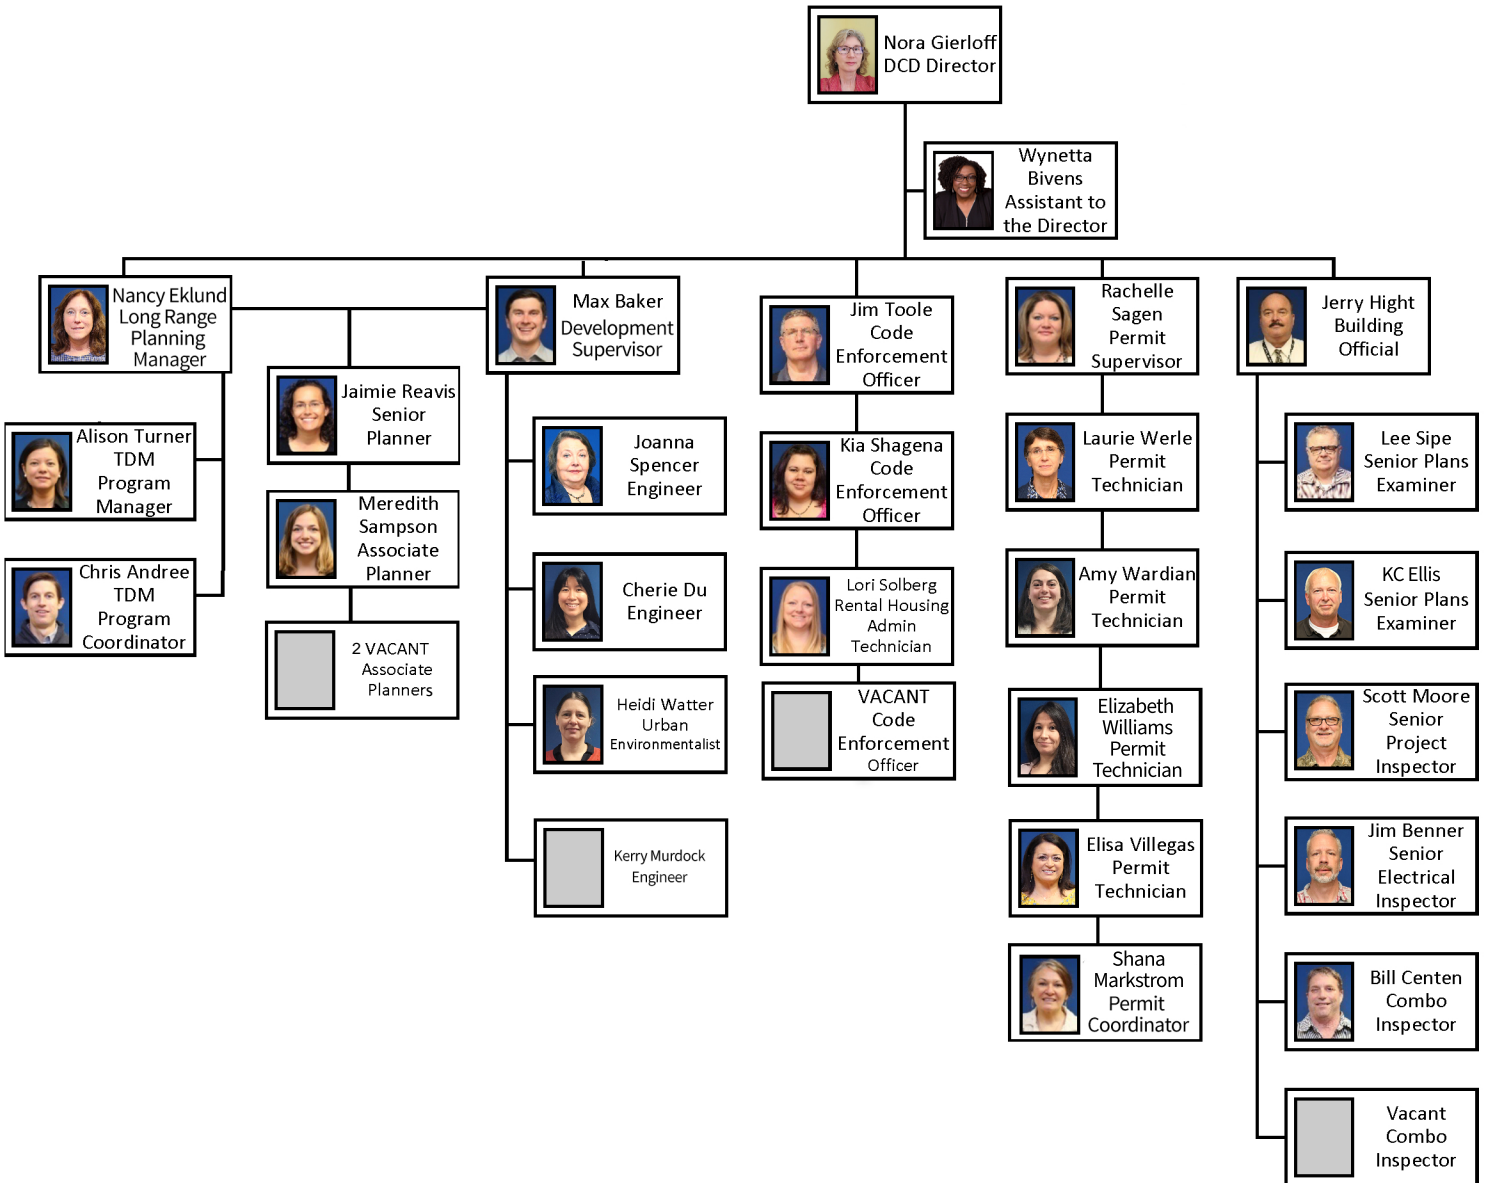 Nora Gierloff
DCD Director
Wynetta
Bivens
Assistant to
the Director
Nancy Eklund
Long Range
Planning
Manager
Alison Turner
TDM
Program
Manager
Chris Andree
TDM
Program
Coordinator
Jaimie Reavis
Senior
Planner
Meredith
Sampson
Associate
Planner
2 VACANT
Associate
Planners
Max Baker
Development
Supervisor
Joanna
Spencer
Engineer
Cherie Du
Engineer
Heidi Watter
Urban
Environmentalist
Kerry Murdock
Engineer
Jim Toole
Code
Enforcement
Officer
Kia Shagena
Code
Enforcement
Officer
Lori Solberg
Rental Housing
Admin
Technician
VACANT
Code
Enforcement
Officer
Rachelle
Sagen
Permit
Supervisor
Laurie Werle
Permit
Technician
Amy Wardian
Permit
Technician
Elizabeth
Williams
Permit
Technician
Elisa Villegas
Permit
Technician
Shana
Markstrom
Permit
Coordinator
Jerry Hight
Building
Official
Lee Sipe
Senior Plans
Examiner
KC Ellis
Senior Plans
Examiner
Scott Moore
Senior
Project
Inspector
Jim Benner
Senior
Electrical
Inspector
Bill Centen
Combo
Inspector
Vacant
Combo
Inspector